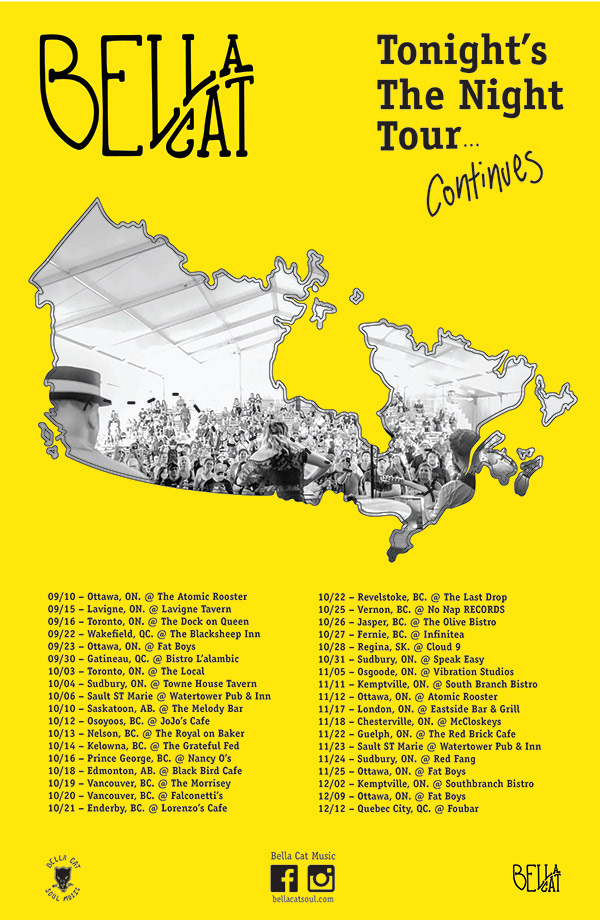 BELLA
CAT
Tonight's
The Night
Tour...
Continues
09/10 – Ottawa, ON. @ The Atomic Rooster
09/15 – Lavigne, ON. @ Lavigne Tavern
09/16 – Toronto, ON. @ The Dock on Queen
09/22 – Wakefield, QC. @ The Blacksheep Inn
09/23 – Ottawa, ON. @ Fat Boys
09/30 – Gatineau, QC. @ Bistro L'alambic
10/03 – Toronto, ON. @ The Local
10/04 – Sudbury, ON. @ Towne House Tavern
10/06 – Sault ST Marie @ Watertower Pub & Inn
10/10 – Saskatoon, AB. @ The Melody Bar
10/12 – Osoyoos, BC. @ JoJo's Cafe
10/13 – Nelson, BC. @ The Royal on Baker
10/14 – Kelowna, BC. @ The Grateful Fed
10/16 – Prince George, BC. @ Nancy O's
10/18 – Edmonton, AB. @ Black Bird Cafe
10/19 – Vancouver, BC. @ The Morrisey
10/20 – Vancouver, BC. @ Falconetti's
10/21 – Enderby, BC. @ Lorenzo's Cafe
10/22 – Revelstoke, BC. @ The Last Drop
10/25 – Vernon, BC. @ No Nap RECORDS
10/26 – Jasper, BC. @ The Olive Bistro
10/27 – Fernie, BC. @ Infinitea
10/28 – Regina, SK. @ Cloud 9
10/31 – Sudbury, ON. @ Speak Easy
11/05 – Osgoode, ON. @ Vibration Studios
11/11 – Kemptville, ON. @ South Branch Bistro
11/12 – Ottawa, ON. @ Atomic Rooster
11/17 – London, ON. @ Eastside Bar & Grill
11/18 – Chesterville, ON. @ McCloskeys
11/22 – Guelph, ON. @ The Red Brick Cafe
11/23 – Sault ST Marie @ Watertower Pub & Inn
11/24 – Sudbury, ON. @ Red Fang
11/25 – Ottawa, ON. @ Fat Boys
12/02 – Kemptville, ON. @ Southbranch Bistro
12/09 – Ottawa, ON. @ Fat Boys
12/12 – Quebec City, QC. @ Foubar
BELLA CAT
SOUL MUSIC
Bella Cat Music
bellacatsoul.com
BELLA
CAT